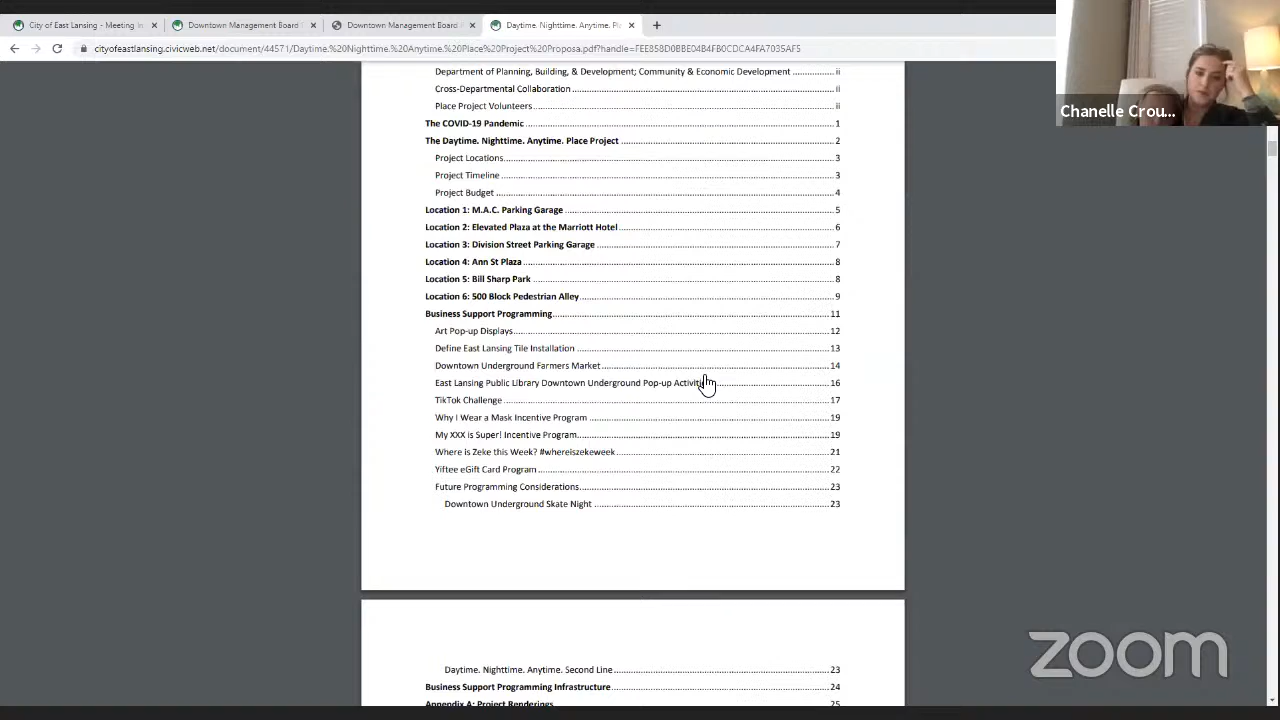 City of East Lansing - Meeting In
Downtown Management Board
Downtown Management Board
Daytime. Nighttime. Anytime. Pl
cityofeastlansing.civicweb.net/document/44571/Daytime.%20Nighttime.%20Anytime.%20Place%20Project%20Proposa.pdf?handle=FEE858D0BBE04B4FB0CDCA4FA7035AF5
Chanelle Crou...
Department of Planning, Building, & Development; Community & Economic Development ii
Cross-Departmental Collaboration ii
Place Project Volunteers ii
The COVID-19 Pandemic 1
The Daytime. Nighttime. Anytime. Place Project 2
Project Locations 3
Project Timeline 3
Project Budget 4
Location 1: M.A.C. Parking Garage 5
Location 2: Elevated Plaza at the Marriott Hotel 6
Location 3: Division Street Parking Garage 7
Location 4: Ann St Plaza 8
Location 5: Bill Sharp Park 8
Location 6: 500 Block Pedestrian Alley 9
Business Support Programming 11
Art Pop-up Displays 12
Define East Lansing Tile Installation 13
Downtown Underground Farmers Market 14
East Lansing Public Library Downtown Underground Pop-up Activiti 16
TikTok Challenge 17
Why I Wear a Mask Incentive Program 19
My XXX is Super! Incentive Program 19
Where is Zeke this Week? #whereiszekeweek 21
Yiftee eGift Card Program 22
Future Programming Considerations 23
Downtown Underground Skate Night 23
Daytime. Nighttime. Anytime. Second Line 23
Business Support Programming Infrastructure 24
Appendix A: Project Renderings 25
zoom